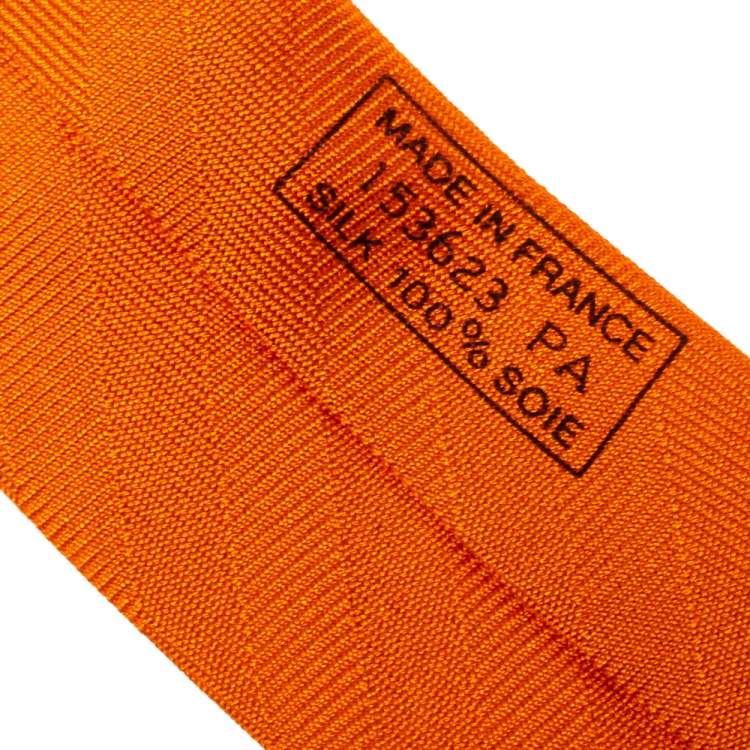 MADE IN FRANCE
153623 PA
SILK 100% SOIE